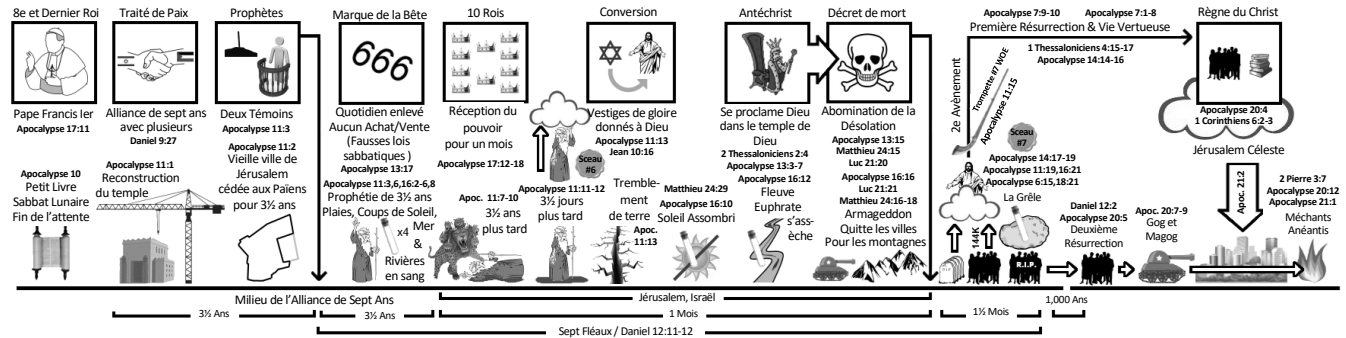 8e et Dernier Roi
Pape Francis Ier
Apocalypse 17:11
Apocalypse 10
Petit Livre
Sabbat Lunaire
Fin de l'attente
Traité de Paix
Alliance de sept ans
avec plusieurs
Daniel 9:27
Apocalypse 11:1
Reconstruction
du temple
Prophètes
Deux Témoins
Apocalypse 11:3
Apocalypse 11:2
Vieille ville de
Jérusalem
cédée aux Païens
pour 3½ ans
Marque de la Bête
666
Quotidien enlevé
Aucun Achat/Vente
(Fausses lois
sabbatiques )
Apocalypse 13:17
Apocalypse 11:3,6,16:2-6,8
Prophétie de 3½ ans
Plaies, Coups de Soleil,
x4
Mer
&
Rivières
en sang
10 Rois
Réception du
pouvoir
pour un mois
Apocalypse 17:12-18
Apoc. 11:7-10
3½ ans
plus tard
Sceau
#6
Apocalypse 11:11-12
3½ jours
plus tard
Conversion
Vestiges de gloire
donnés à Dieu
Apocalypse 11:13
Jean 10:16
Tremble-
ment
de terre
Apoc.
11:13
Matthieu 24:29
Apocalypse 16:10
Soleil Assombri
Antéchrist
Se proclame Dieu
dans le temple de
Dieu
2 Thessaloniciens 2:4
Apocalypse 13:3-7
Apocalypse 16:12
Fleuve
Euphrate
s'ass-
èche
Décret de mort
Abomination de la
Désolation
Apocalypse 13:15
Matthieu 24:15
Luc 21:20
Apocalypse 16:16
Luc 21:21
Matthieu 24:16-18
Armageddon
Quitte les villes
Pour les montagnes
Apocalypse 7:9-10
Apocalypse 7:1-8
Première Résurrection & Vie Vertueuse
1 Thessaloniciens 4:15-17
Apocalypse 14:14-16
2e Avènement
Trompette #7 WOE
Apocalypse 11:15
Sceau
#7
Apocalypse 14:17-19
Apocalypse 11:19,16:21
Apocalypse 6:15,18:21
La Grêle
144K
R.I.P.
Daniel 12:2
Apocalypse 20:5
Deuxième
Résurrection
Apoc. 20:7-9
Gog et
Magog
Règne du Christ
Apocalypse 20:4
1 Corinthiens 6:2-3
Jérusalem Céleste
Apoc. 21:2
2 Pierre 3:7
Apocalypse 20:12
Apocalypse 21:1
Méchants
Anéantis
Milieu de l'Alliance de Sept Ans
Jérusalem, Israël
1,000 Ans
3½ Ans
3½ Ans
1 Mois
1½ Mois
Sept Fléaux / Daniel 12:11-12